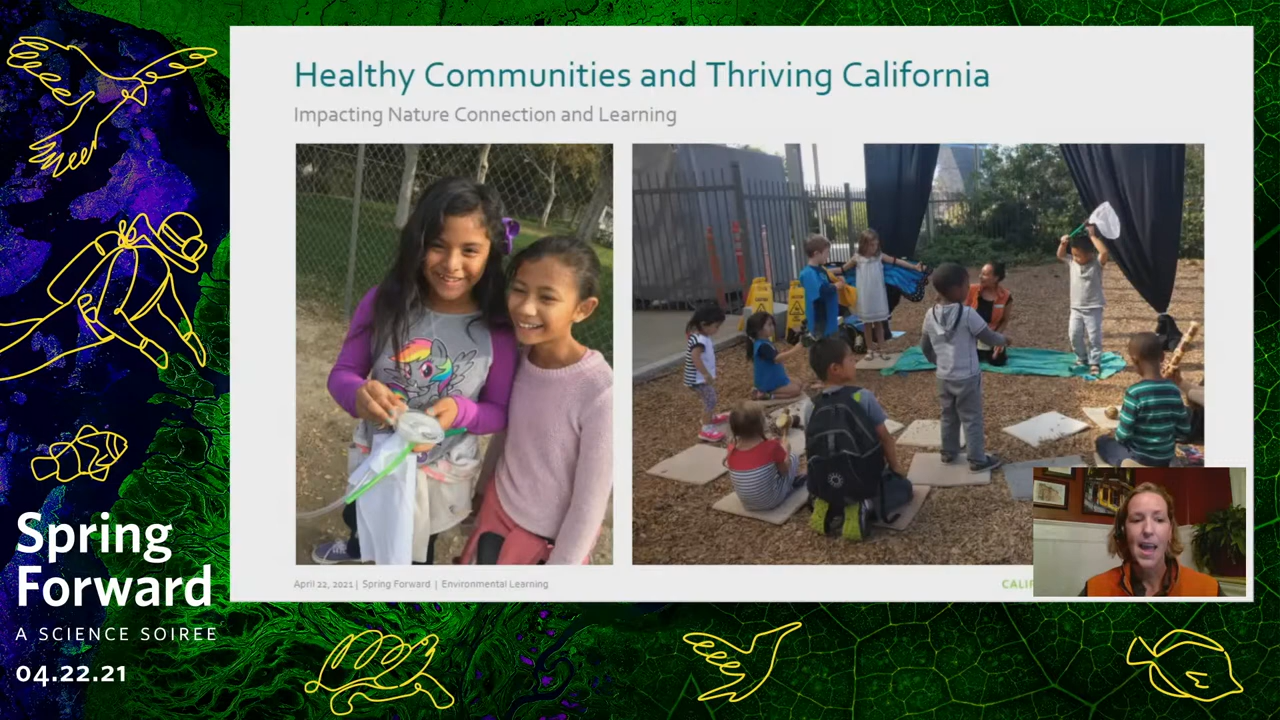 Healthy Communities and Thriving California
Impacting Nature Connection and Learning
April 22, 2021 | Spring Forward | Environmental Learning
Spring
Forward
A SCIENCE SOIREE
04.22.21